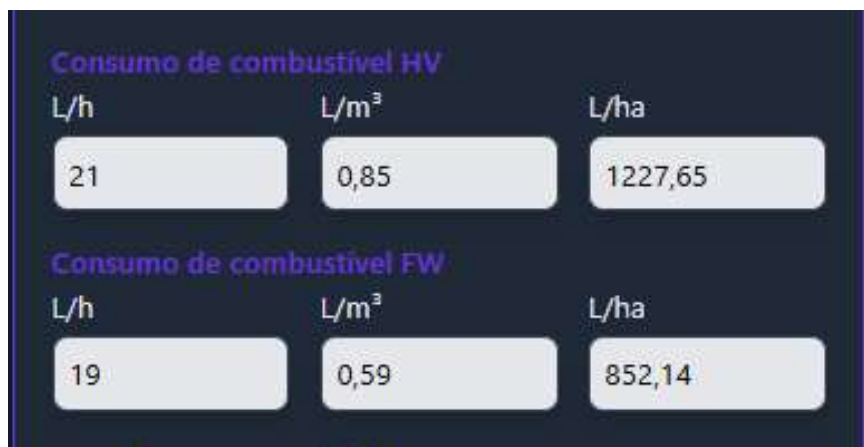 Consumo de combustível HV
L/h L/m³ L/ha
21 0,85 1227,65
Consumo de combustível FW
L/h L/m³ L/ha
19 0,59 852,14